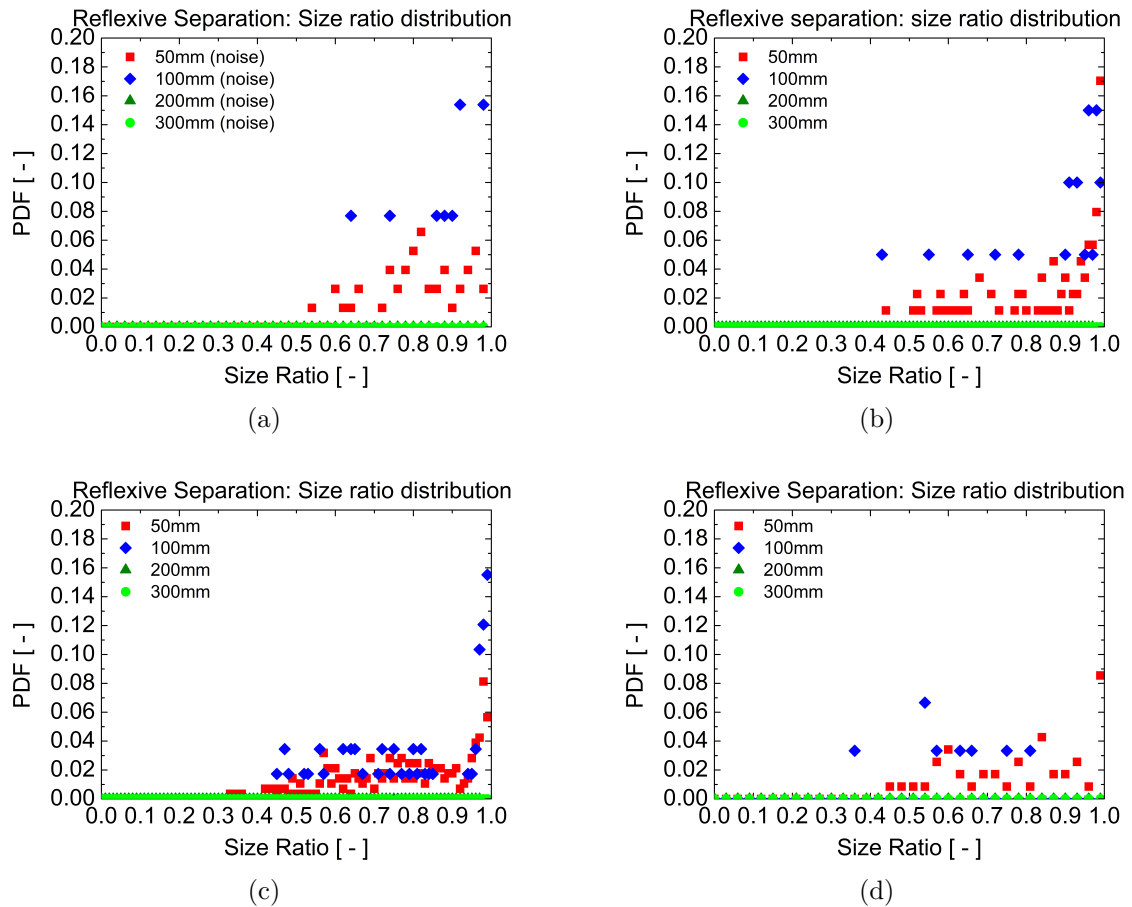 Reflexive Separation: Size ratio distribution
50mm (noise)
100mm (noise)
200mm (noise)
300mm (noise)
0.20
0.18
0.16
0.14
0.12
0.10
0.08
0.06
0.04
0.02
0.00
PDF [ - ]
0.0 0.1 0.2 0.3 0.4 0.5 0.6 0.7 0.8 0.9 1.0
Size Ratio [ - ]
(a)
Reflexive separation: size ratio distribution
50mm
100mm
200mm
300mm
0.20
0.18
0.16
0.14
0.12
0.10
0.08
0.06
0.04
0.02
0.00
PDF [ - ]
0.0 0.1 0.2 0.3 0.4 0.5 0.6 0.7 0.8 0.9 1.0
Size Ratio [ - ]
(b)
Reflexive Separation: Size ratio distribution
50mm
100mm
200mm
300mm
0.20
0.18
0.16
0.14
0.12
0.10
0.08
0.06
0.04
0.02
0.00
PDF [ - ]
0.0 0.1 0.2 0.3 0.4 0.5 0.6 0.7 0.8 0.9 1.0
Size Ratio [ - ]
(c)
Reflexive Separation: Size ratio distribution
50mm
100mm
200mm
300mm
0.20
0.18
0.16
0.14
0.12
0.10
0.08
0.06
0.04
0.02
0.00
PDF [ - ]
0.0 0.1 0.2 0.3 0.4 0.5 0.6 0.7 0.8 0.9 1.0
Size Ratio [ - ]
(d)